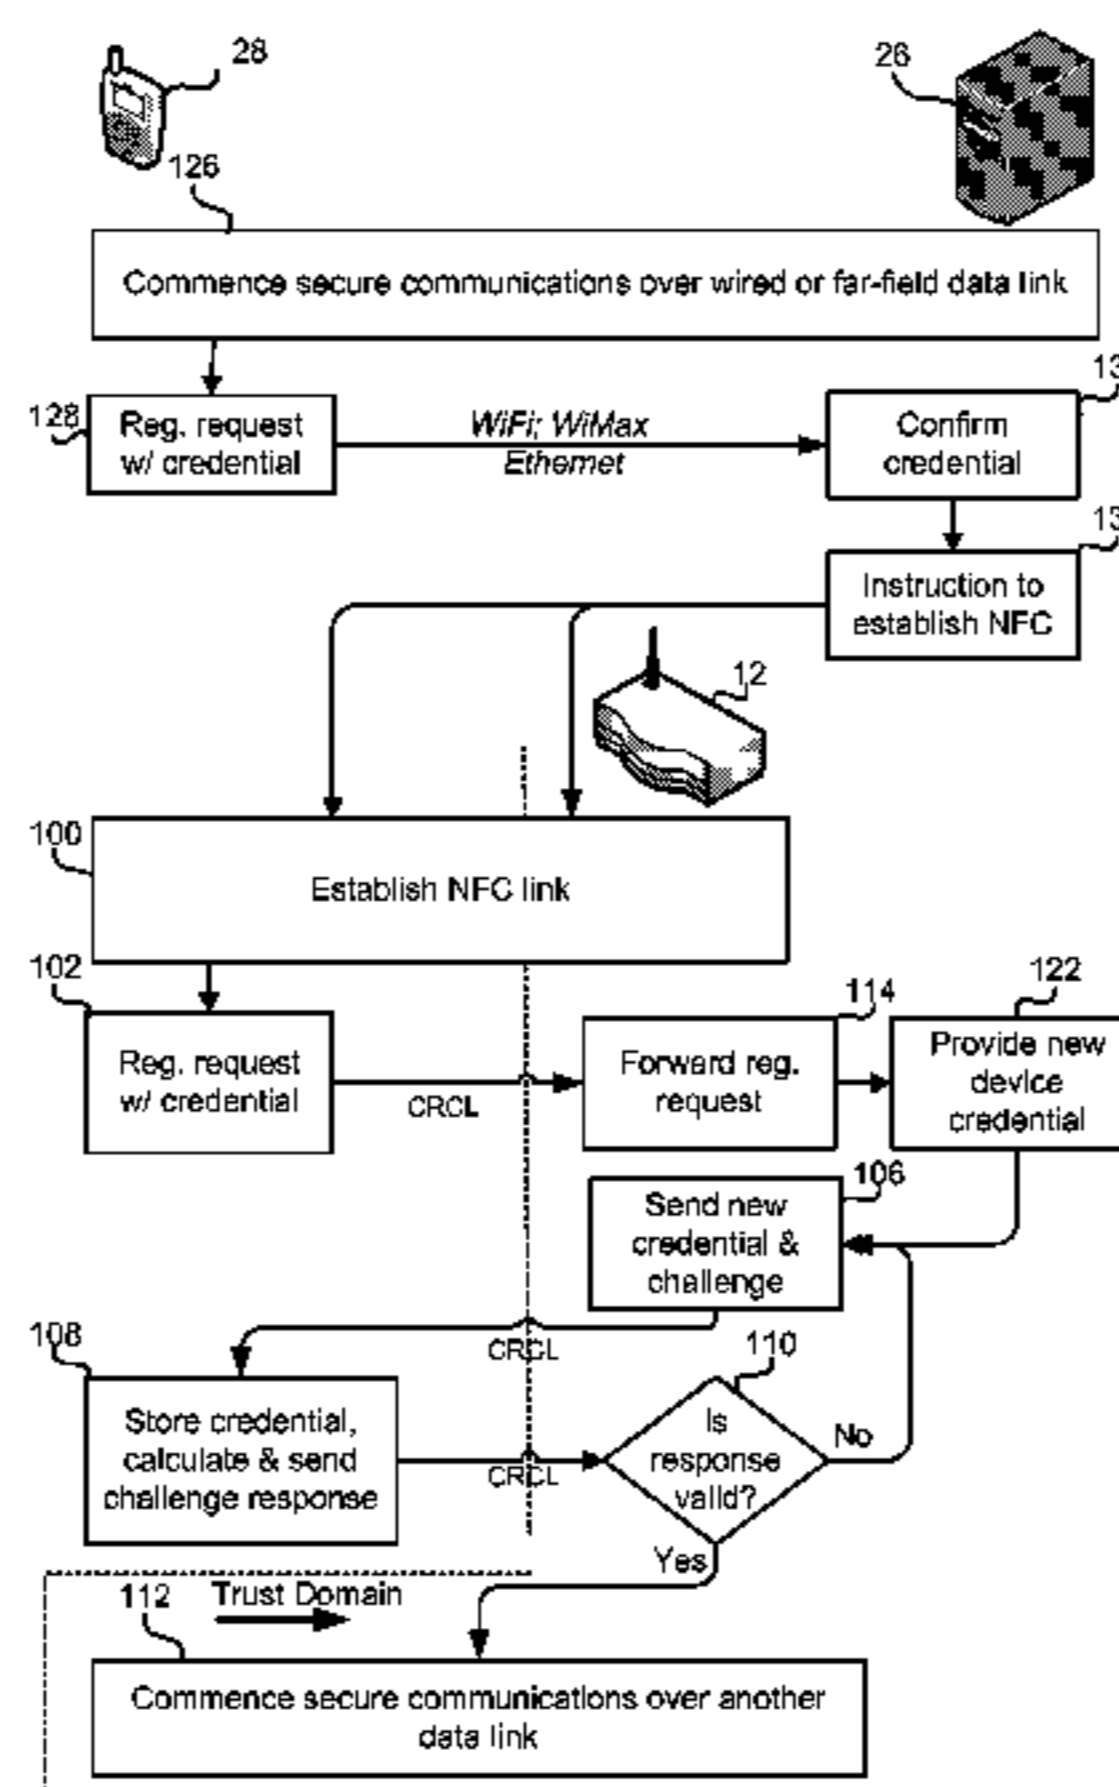 28
26
126
Commence secure communications over wired or far-field data link
128
Reg. request
w/ credential
WiFi; WiMax
Ethernet
13
Confirm
credential
13
Instruction to
establish NFC
12
100
Establish NFC link
102
Reg. request
w/ credential
CRCL
114
Forward reg.
request
122
Provide new
device
credential
106
Send new
credential &
challenge
CRCL
108
Store credential,
calculate & send
challenge response
CRCL
110
Is
response
valid?
No
Yes
112
Trust Domain
Commence secure communications over another
data link